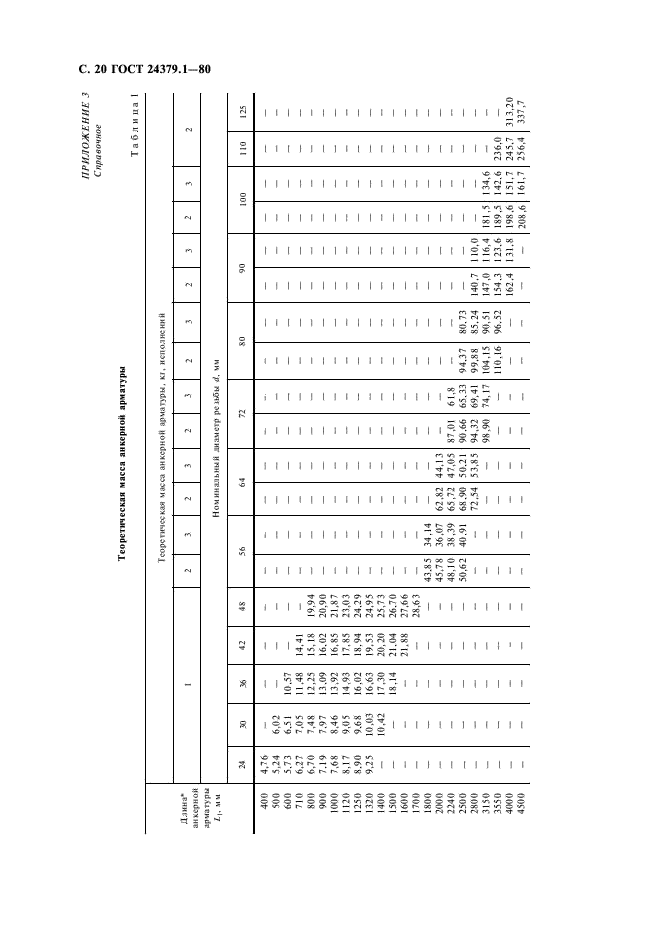 С. 20 ГОСТ 24379.1—80
ПРИЛОЖЕНИЕ 3
Справочное
Таблица 1
Теоретическая масса анкерной арматуры
Длина* анкерной арматуры L₁, мм
Теоретическая масса анкерной арматуры, кг, исполнений
1 2 3 2 3 2 3 2 3 2 3 2 3 2
Номинальный диаметр резьбы d, мм
24 30 36 42 48 56 64 72 80 90 100 110 125
400 4,76 — — — — — — — — — — — — — — — — — —
500 5,24 6,02 — — — — — — — — — — — — — — — — —
600 5,73 6,51 10,57 — — — — — — — — — — — — — — — —
710 6,27 7,05 11,48 14,41 — — — — — — — — — — — — — — —
800 6,70 7,48 12,25 15,18 19,94 — — — — — — — — — — — — — —
900 7,19 7,97 13,09 16,02 20,90 — — — — — — — — — — — — — —
1000 7,68 8,46 13,92 16,85 21,87 — — — — — — — — — — — — — —
1120 8,17 9,05 14,93 17,85 23,03 — — — — — — — — — — — — — —
1250 8,90 9,68 16,02 18,94 24,29 — — — — — — — — — — — — — —
1320 9,25 10,03 16,63 19,53 24,95 — — — — — — — — — — — — — —
1400 — 10,42 17,30 20,20 25,73 — — — — — — — — — — — — — —
1500 — — 18,14 21,04 26,70 — — — — — — — — — — — — — —
1600 — — — 21,88 27,66 — — — — — — — — — — — — — —
1700 — — — — 28,63 — — — — — — — — — — — — — —
1800 — — — — — 43,85 34,14 — — — — — — — — — — — —
2000 — — — — — 45,78 36,07 62,82 44,13 — — — — — — — — — —
2240 — — — — — 48,10 38,39 65,72 47,05 87,01 61,8 — — — — — — — —
2500 — — — — — 50,62 40,91 68,90 50,21 90,66 65,33 94,37 80,73 — — — — — —
2800 — — — — — — — 72,54 53,85 94,32 69,41 99,88 85,24 140,7 110,0 — — — —
3150 — — — — — — — — — 98,90 74,17 104,15 90,51 147,0 116,4 181,5 134,6 — —
3550 — — — — — — — — — — — 110,16 96,52 154,3 123,6 189,5 142,6 236,0 —
4000 — — — — — — — — — — — — — 162,4 131,8 198,6 151,7 245,7 313,20
4500 — — — — — — — — — — — — — — — 208,6 161,7 256,4 337,7